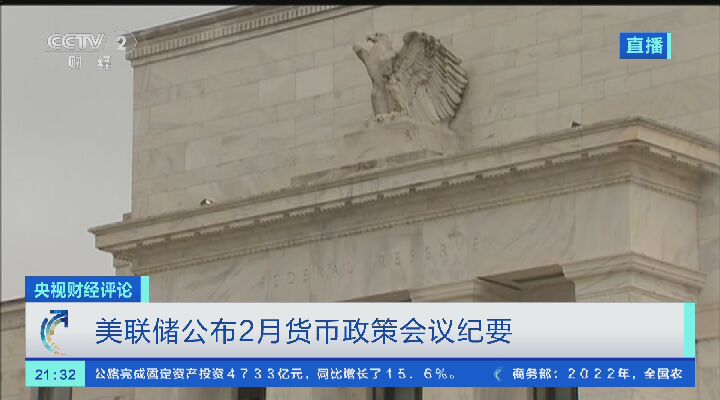 CCTV 2
财经
直播
FEDERAL RESERVE
央视财经评论
美联储公布2月货币政策会议纪要
21:32
公路完成固定资产投资4733亿元，同比增长了15.6%。
商务部：2022年，全国农